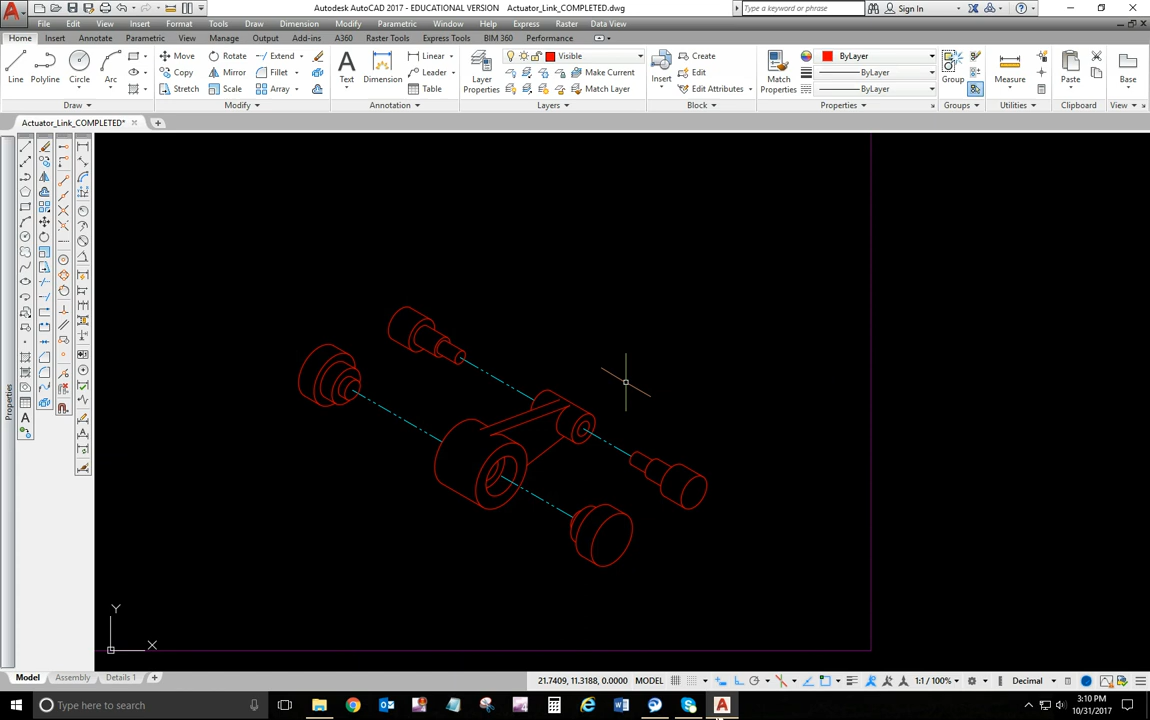 Autodesk AutoCAD 2017 - EDUCATIONAL VERSION Actuator_Link_COMPLETED.dwg
Type a keyword or phrase
Sign In
File Edit View Insert Format Tools Draw Dimension Modify Parametric Window Help Express Raster Data View
Home Insert Annotate Parametric View Manage Output Add-ins A360 Raster Tools Express Tools BIM 360 Performance
Line Polyline Circle Arc
Move Rotate Extend
Copy Mirror Fillet
Stretch Scale Array
Text Dimension
Linear
Leader
Table
Layer Properties
Visible
Make Current
Match Layer
Insert
Create
Edit
Edit Attributes
Match Properties
ByLayer
ByLayer
ByLayer
Group
Measure
Paste
Base
Draw Modify Annotation Layers Block Properties Groups Utilities Clipboard View
Actuator_Link_COMPLETED*
Properties
Y
X
Model Assembly Details 1
21.7409, 11.3188, 0.0000 MODEL
1:1 / 100%
Decimal
Type here to search
3:10 PM
10/31/2017